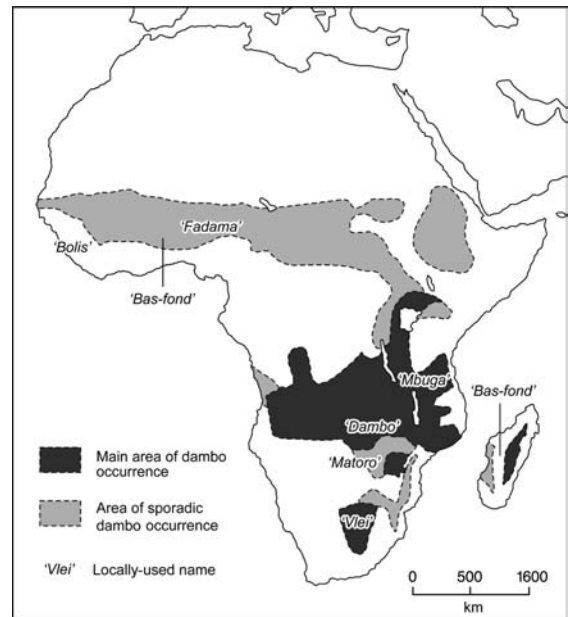 'Fadama'
'Bolis'
'Bas-fond'
'Mbuga'
'Bas-fond'
'Dambo'
'Matoro'
'Vlei'
Main area of dambo
occurrence
Area of sporadic
dambo occurrence
'Vlei' Locally-used name
0 500 1600
km